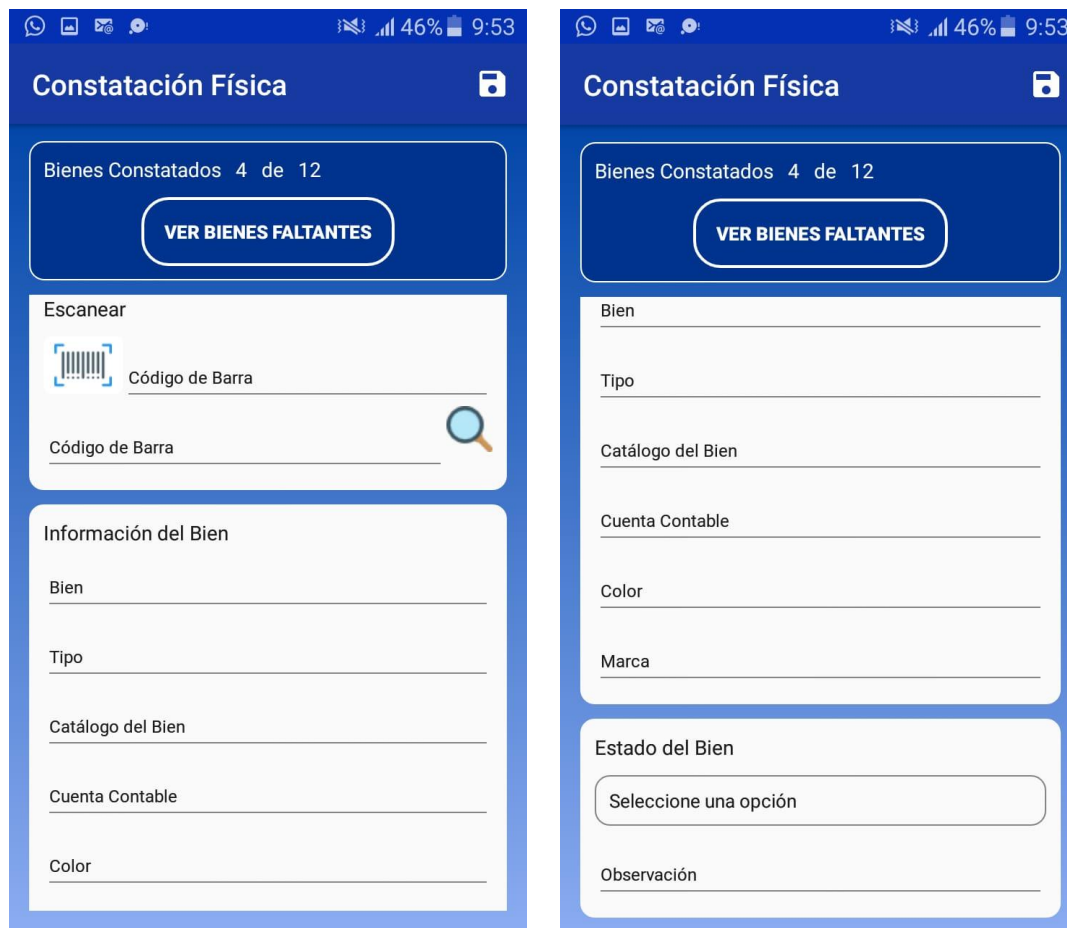 46% 9:53
Constatación Física
Bienes Constatados 4 de 12
VER BIENES FALTANTES
Escanear
Código de Barra
Código de Barra
Información del Bien
Bien
Tipo
Catálogo del Bien
Cuenta Contable
Color
46% 9:53
Constatación Física
Bienes Constatados 4 de 12
VER BIENES FALTANTES
Bien
Tipo
Catálogo del Bien
Cuenta Contable
Color
Marca
Estado del Bien
Seleccione una opción
Observación